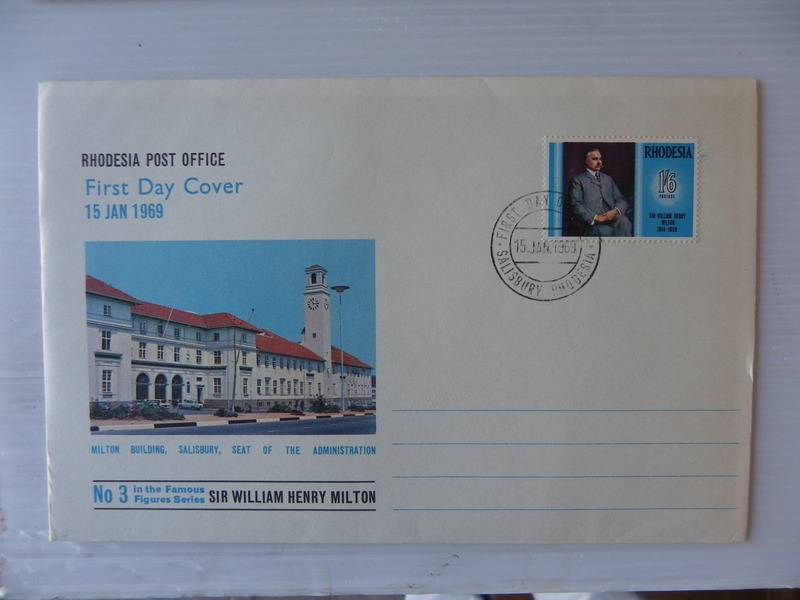 RHODESIA POST OFFICE
First Day Cover
15 JAN 1969
RHODESIA
1'6
POSTAGE
SIR WILLIAM HENRY
MILTON
FIRST DAY
15 JAN. 1969
SALISBURY RHODESIA
MILTON BUILDING, SALISBURY, SEAT OF THE ADMINISTRATION
No 3 in the Famous
Figures Series SIR WILLIAM HENRY MILTON